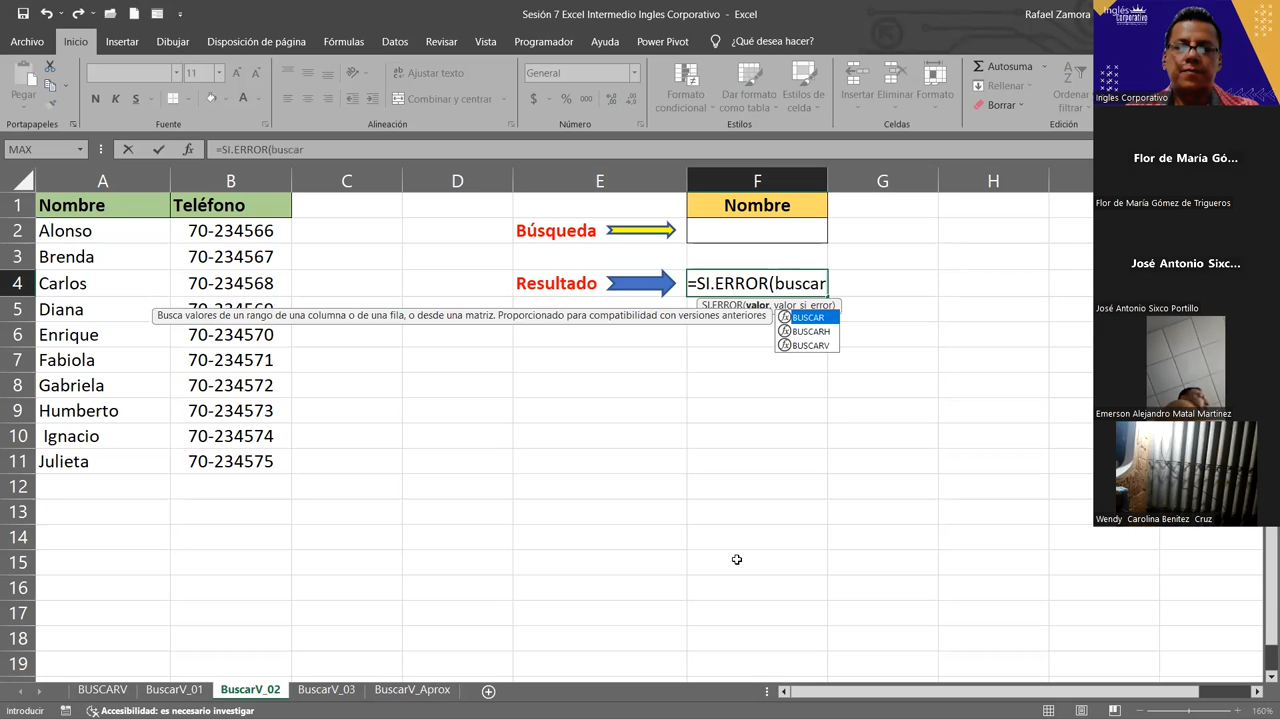 Sesión 7 Excel Intermedio Ingles Corporativo - Excel
Rafael Zamora
Archivo Inicio Insertar Dibujar Disposición de página Fórmulas Datos Revisar Vista Programador Ayuda Power Pivot ¿Qué desea hacer?
Pegar
N K S
11
Ajustar texto
Combinar y centrar
General
$ % 000
Formato condicional
Dar formato como tabla
Estilos de celda
Insertar Eliminar Formato
Autosuma
Rellenar
Borrar
Ordenar
filtrar
Portapapeles Fuente Alineación Número Estilos Celdas Edición
MAX
=SI.ERROR(buscar
A B C D E F G H
1 Nombre Teléfono Nombre
2 Alonso 70-234566 Búsqueda
3 Brenda 70-234567
4 Carlos 70-234568 Resultado =SI.ERROR(buscar
SI.ERROR(valor, valor_si_error)
5 Diana
Busca valores de un rango de una columna o de una fila, o desde una matriz. Proporcionado para compatibilidad con versiones anteriores
BUSCAR
BUSCARH
BUSCARV
6 Enrique 70-234570
7 Fabiola 70-234571
8 Gabriela 70-234572
9 Humberto 70-234573
10 Ignacio 70-234574
11 Julieta 70-234575
12
13
14
15
16
17
18
19
BUSCARV BuscarV_01 BuscarV_02 BuscarV_03 BuscarV_Aprox
Introducir
Accesibilidad: es necesario investigar
160%
Inglés
Corporativo
Ingles Corporativo
Flor de María Gó...
Flor de María Gómez de Trigueros
José Antonio Sixc...
José Antonio Sixco Portillo
Emerson Alejandro Matal Martinez
Wendy Carolina Benitez Cruz